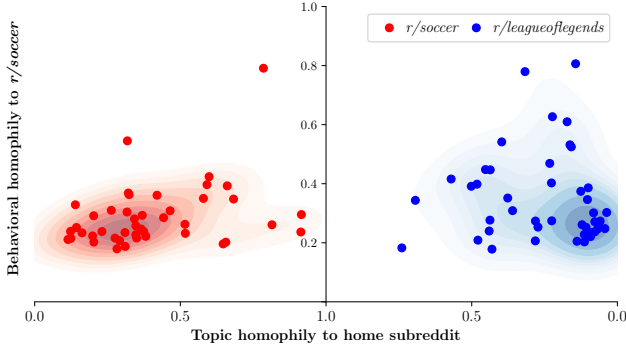 Behavioral homophily to r/soccer
1.0
0.8
0.6
0.4
0.2
r/soccer
r/leagueoflegends
0.0 0.5 1.0 0.5 0.0
Topic homophily to home subreddit